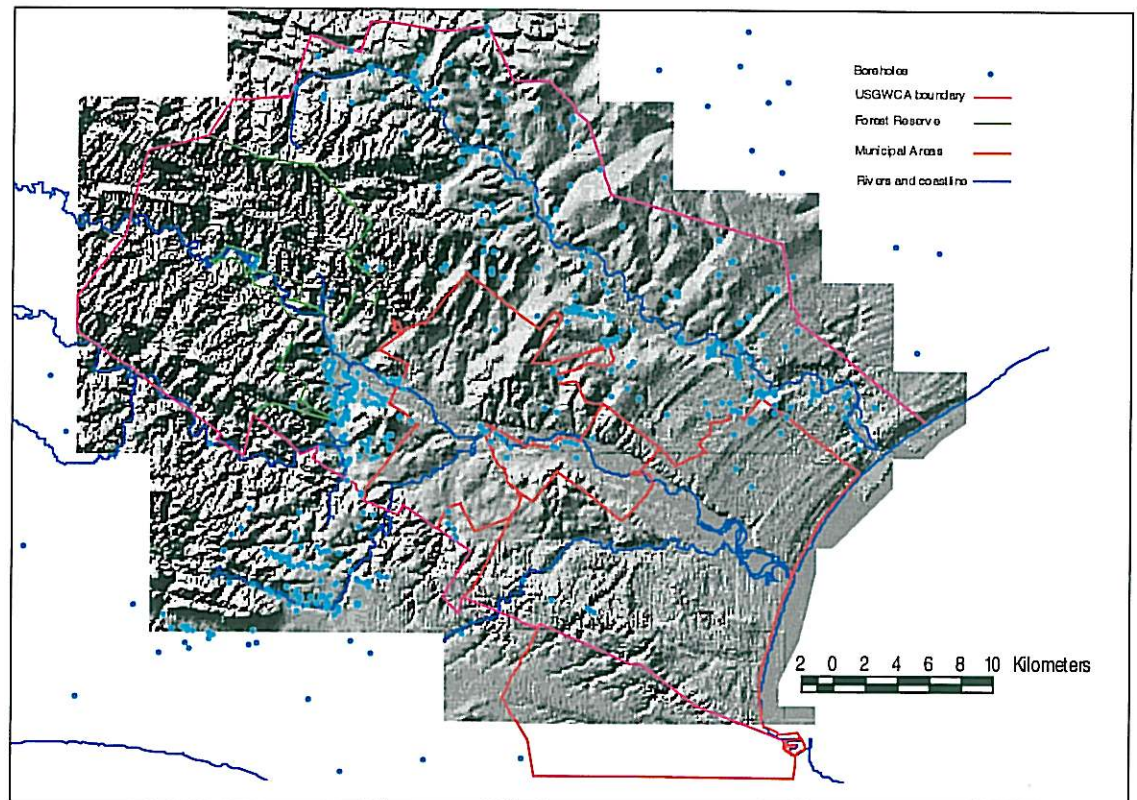 Boreholes
USGWCA boundary
Forest Reserve
Municipal Areas
Rivers and coastline
2 0 2 4 6 8 10 Kilometers